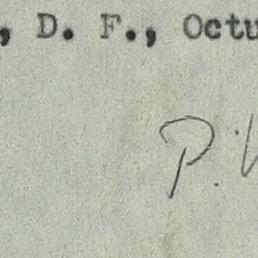 , D. F., Octu
P.